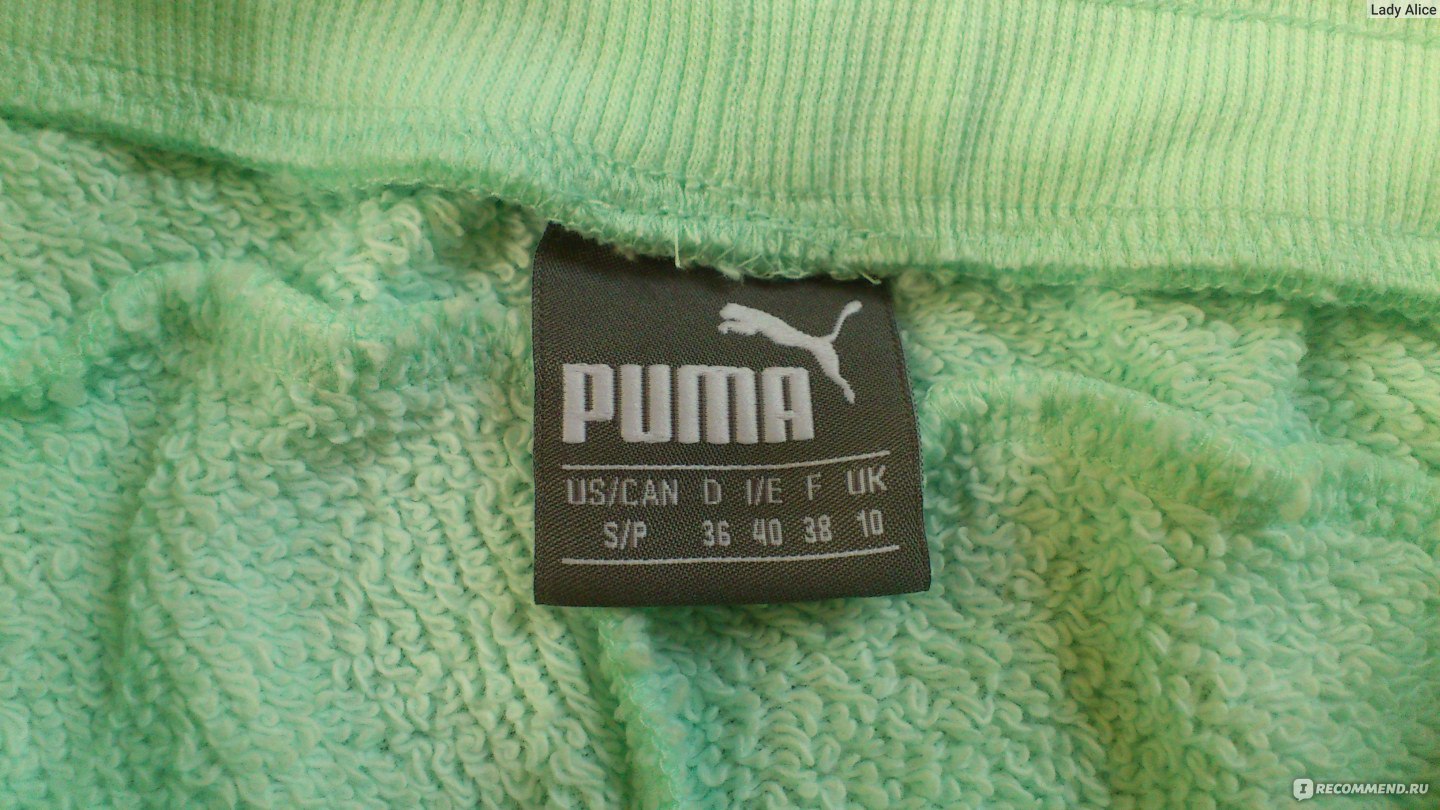 Lady Alice
PUMA
US/CAN D I/E F UK
S/P 36 40 38 10
RECOMMEND.RU